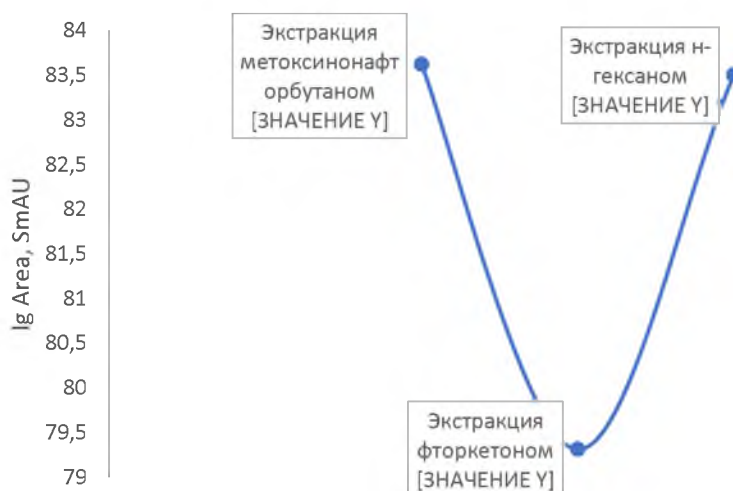 84
83,5
83
82,5
82
81,5
81
80,5
80
79,5
79
lg Area, SmAU
Экстракция
метоксинонафт
орбутаном
[ЗНАЧЕНИЕ Y]
Экстракция н-
гексаном
[ЗНАЧЕНИЕ Y]
Экстракция
фторкетоном
[ЗНАЧЕНИЕ Y]